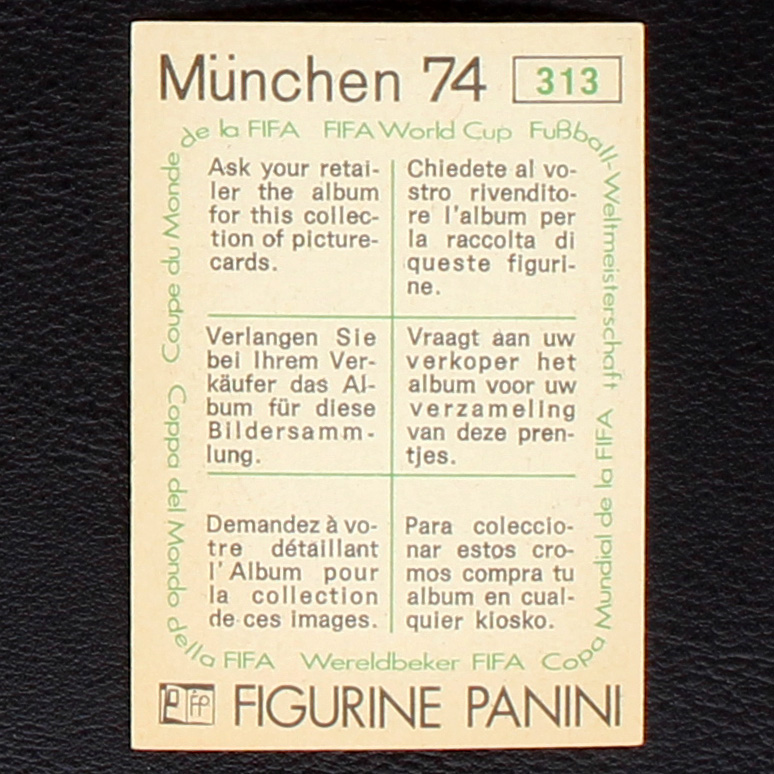 München 74 313
de la FIFA FIFA World Cup Fußball-Weltmeisterschaft
Ask your retai-
ler the album
for this collec-
tion of picture-
cards.
Chiedete al vo-
stro rivendito-
re l'album per
la raccolta di
queste figuri-
ne.
Verlangen Sie
bei Ihrem Ver-
käufer das Al-
bum für diese
Bildersamm-
lung.
Vraagt aan uw
verkoper het
album voor uw
verzameling
van deze pren-
tjes.
Demandez à vo-
tre détaillant
l'Album pour
la collection
de ces images.
Para coleccio-
nar estos cro-
mos compra tu
album en cual-
quier kiosko.
Copa Mundial de la FIFA
Wereldbeker FIFA
Coppa del Mondo della FIFA
Coupe du Monde
FP FIGURINE PANINI